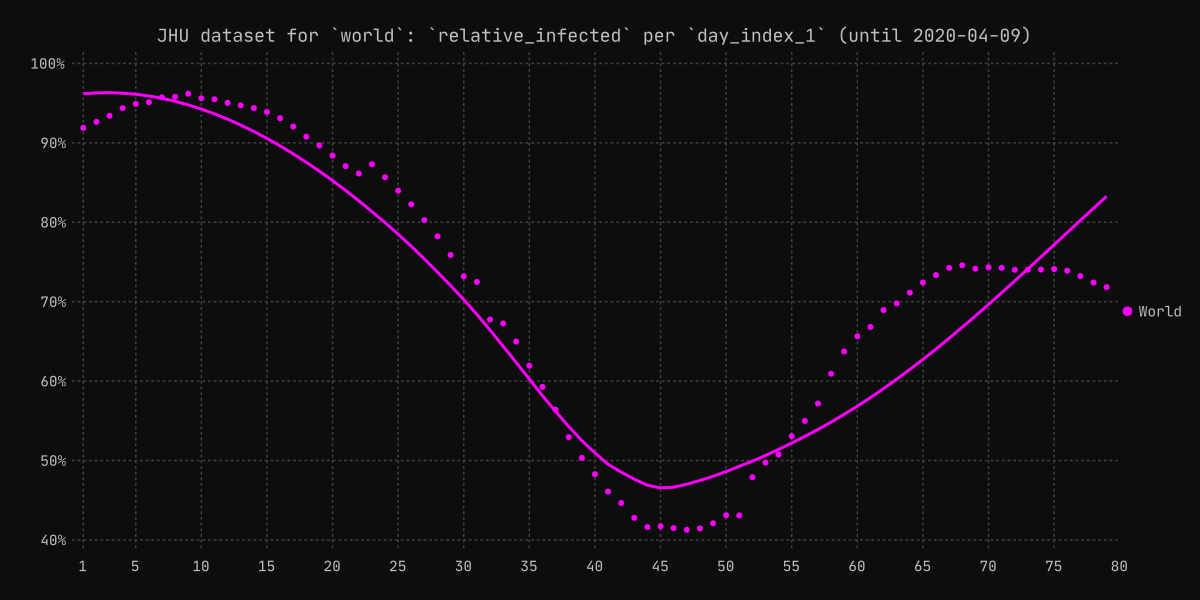 JHU dataset for `world`: `relative_infected` per `day_index_1` (until 2020-04-09)
100%
90%
80%
70%
60%
50%
40%
World
1 5 10 15 20 25 30 35 40 45 50 55 60 65 70 75 80